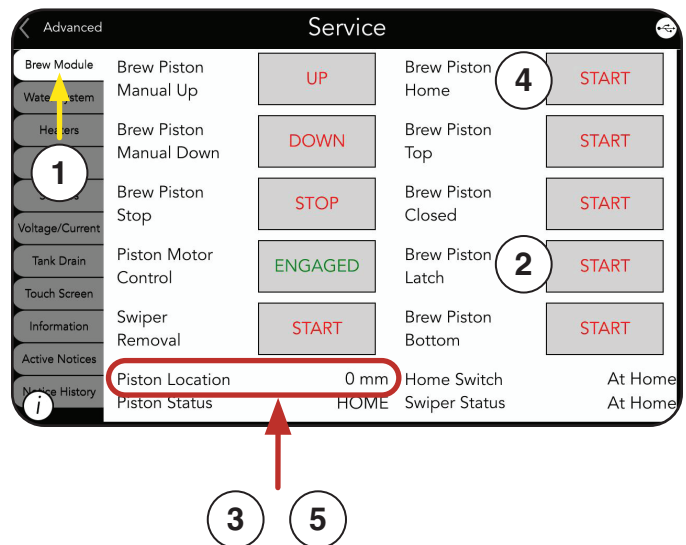 Advanced
Service
Brew Module
Heaters
Voltage/Current
Tank Drain
Touch Screen
Information
Active Notices
History
i
1
Brew Piston
Manual Up
UP
Brew Piston
Home
4
START
Brew Piston
Manual Down
DOWN
Brew Piston
Top
START
Brew Piston
Stop
STOP
Brew Piston
Closed
START
Piston Motor
Control
ENGAGED
Brew Piston
Latch
2
START
Swiper
Removal
START
Brew Piston
Bottom
START
Piston Location 0 mm
Home Switch At Home
Piston Status HOME
Swiper Status At Home
3 5